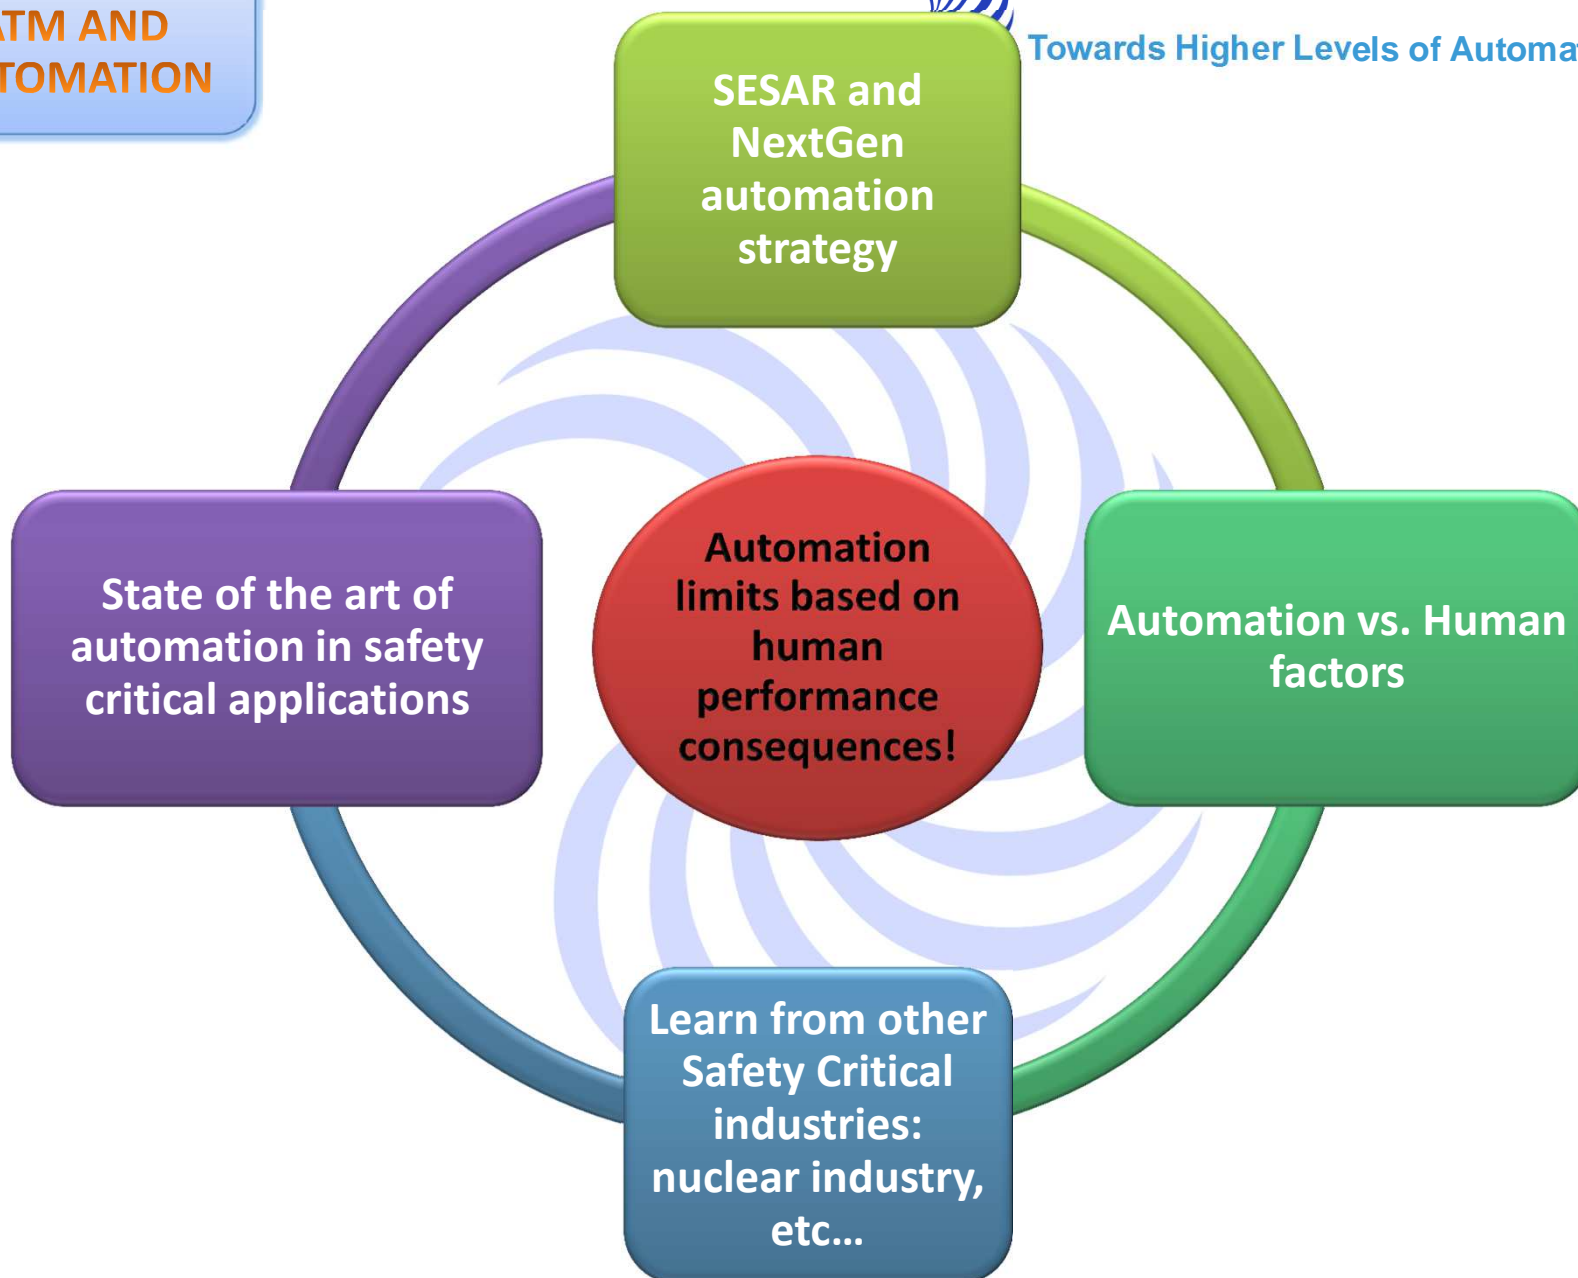 ATM AND
TOMATION
Towards Higher Levels of Automat
SESAR and
NextGen
automation
strategy
State of the art of
automation in safety
critical applications
Automation
limits based on
human
performance
consequences!
Automation vs. Human
factors
Learn from other
Safety Critical
industries:
nuclear industry,
etc…